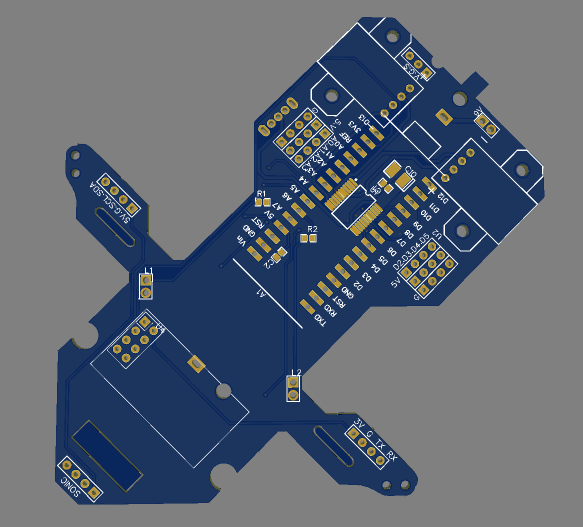 V-G-S
D13
3V3
REF
A0
A1
A2
A3
A4
A5
A6
A7
5V
RST
GND
Vin
R1
R2
C2
C10
D12
D11
D10
D9
D8
D7
D6
D5
D4
D3
D2
GND
RST
RXD
TXD
A1
U2
D2-D3-D4-D5
5V
G
5V-G-SCL-SDA
L1
L2
3V G TX RX
SONIC